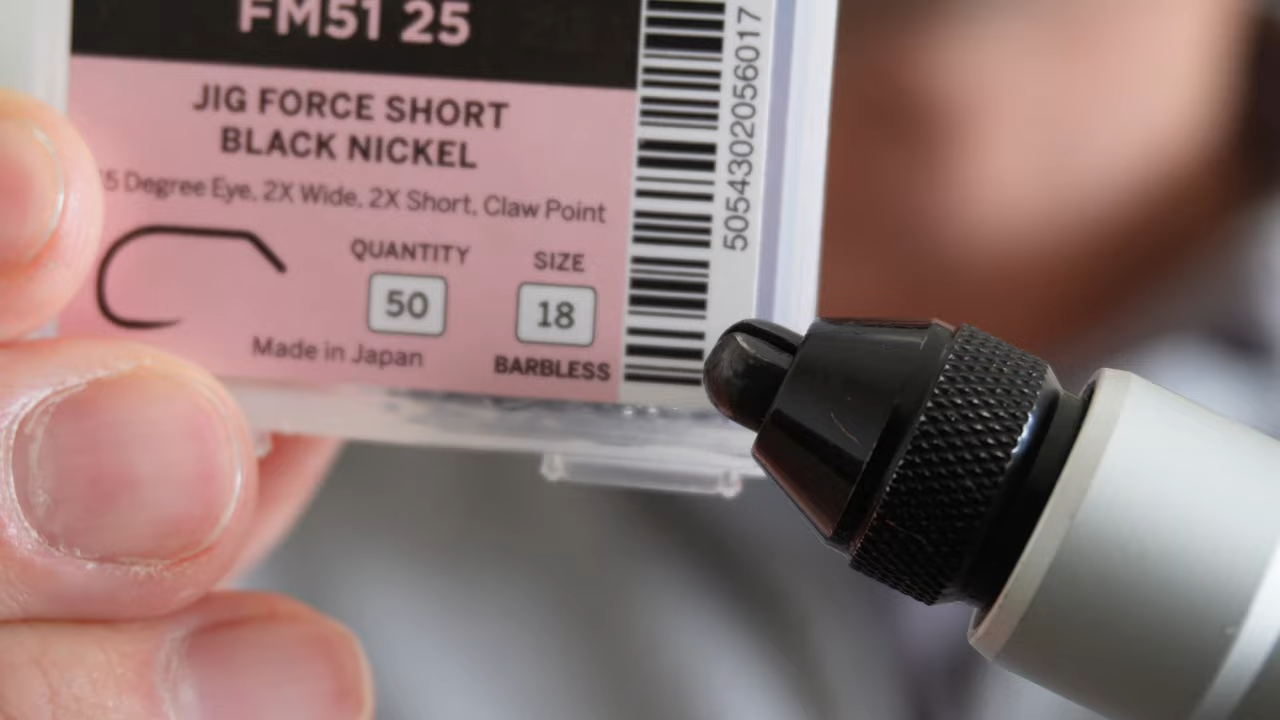 FM51 25
JIG FORCE SHORT
BLACK NICKEL
5 Degree Eye, 2X Wide, 2X Short, Claw Point
QUANTITY
50
SIZE
18
BARBLESS
Made in Japan
5054302056017